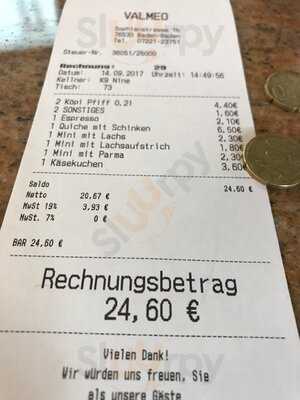 VALMEO
Sophienstrasse 1b
76530 Baden-Baden
Tel. 07221-23751
Steuer-Nr. 36051/26009
Rechnung: 29
Datum: 14.09.2017 Uhrzeit: 14:49:56
Kellner: K9 Nine
Tisch: 73
2 Köpi Pfiff 0,2l 4,40€
2 SONSTIGES 1,60€
1 Espresso 2,10€
1 Quiche mit Schinken 6,50€
1 Mini mit Lachs 2,30€
1 Mini mit Lachsaufstrich 1,80€
1 Mini mit Parma 2,30€
1 Käsekuchen 3,60€
Saldo 24,60 €
Netto 20,67 €
MwSt 19% 3,93 €
MwSt. 7% 0 €
BAR 24,60 €
Rechnungsbetrag
24,60 €
Vielen Dank!
Wir würden uns freuen, Sie
als unsere Gäste